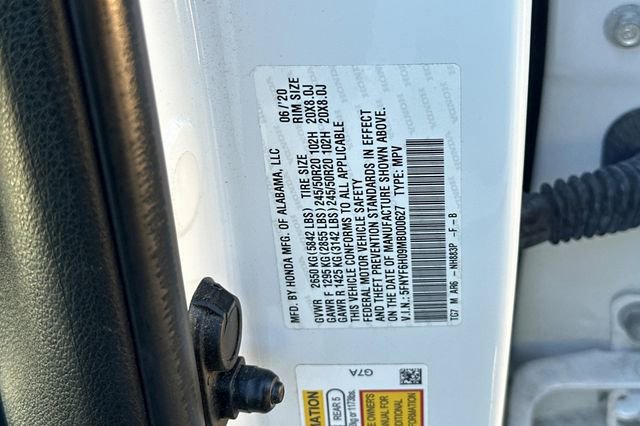 MFD. BY HONDA MFG. OF ALABAMA, LLC 06/'20
TIRE SIZE RIM SIZE
GVWR 2650 KG(5842 LBS)
GAWR F 1295 KG(2855 LBS)245/50R20 102H 20X8.0J
GAWR R 1425 KG(3142 LBS)245/50R20 102H 20X8.0J
THIS VEHICLE CONFORMS TO ALL APPLICABLE
FEDERAL MOTOR VEHICLE SAFETY
AND THEFT PREVENTION STANDARDS IN EFFECT
ON THE DATE OF MANUFACTURE SHOWN ABOVE.
V.I.N.:5FNYF6H09MB000627 TYPE: MPV
TG7 M AR6 - NH883P -F -B
G7A
REAR 5